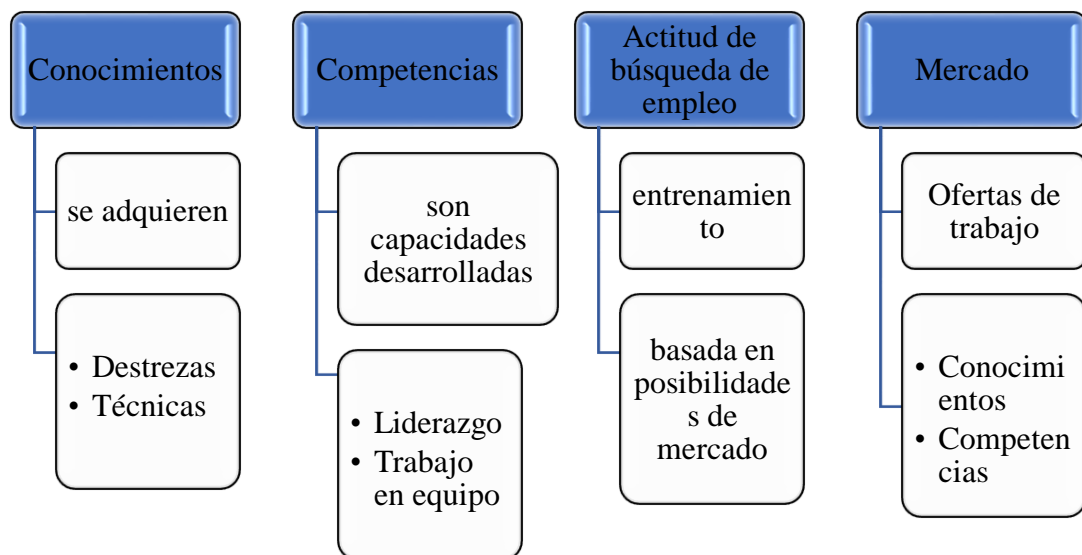 Conocimientos
se adquieren
• Destrezas
• Técnicas
Competencias
son
capacidades
desarrolladas
• Liderazgo
• Trabajo
en equipo
Actitud de
búsqueda de
empleo
entrenamien
to
basada en
posibilidade
s de
mercado
Mercado
Ofertas de
trabajo
• Conocimi
entos
• Competen
cias